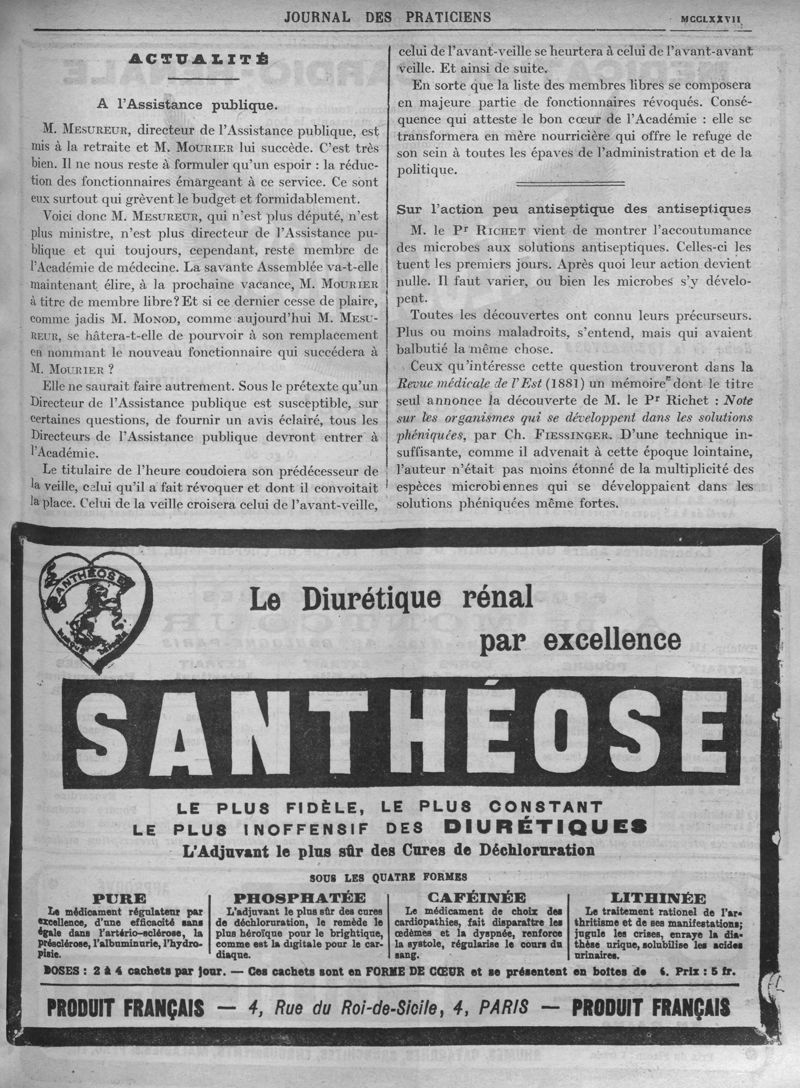 JOURNAL DES PRATICIENS
MCCLXXVII
ACTUALITÉ
A l'Assistance publique.
M. MESUREUR, directeur de l'Assistance publique, est
mis à la retraite et M. MOURIER lui succède. C'est très
bien. Il ne nous reste à formuler qu'un espoir : la réduc-
tion des fonctionnaires émargeant à ce service. Ce sont
eux surtout qui grèvent le budget et formidablement.
Voici donc M. MESUREUR, qui n'est plus député, n'est
plus ministre, n'est plus directeur de l'Assistance pu-
blique et qui toujours, cependant, reste membre de
l'Académie de médecine. La savante Assemblée va-t-elle
maintenant élire, à la prochaine vacance, M. MOURIER
à titre de membre libre? Et si ce dernier cesse de plaire,
comme jadis M. MONOD, comme aujourd'hui M. MESU-
REUR, se hâtera-t-elle de pourvoir à son remplacement
en nommant le nouveau fonctionnaire qui succédera à
M. MOURIER ?
Elle ne saurait faire autrement. Sous le prétexte qu'un
Directeur de l'Assistance publique est susceptible, sur
certaines questions, de fournir un avis éclairé, tous les
Directeurs de l'Assistance publique devront entrer à
l'Académie.
Le titulaire de l'heure coudoiera son prédécesseur de
la veille, celui qu'il a fait révoquer et dont il convoitait
la place. Celui de la veille croisera celui de l'avant-veille,
celui de l'avant-veille se heurtera à celui de l'avant-avant
veille. Et ainsi de suite.
En sorte que la liste des membres libres se composera
en majeure partie de fonctionnaires révoqués. Consé-
quence qui atteste le bon cœur de l'Académie : elle se
transformera en mère nourricière qui offre le refuge de
son sein à toutes les épaves de l'administration et de la
politique.
Sur l'action peu antiseptique des antiseptiques
M. le Pr RICHET vient de montrer l'accoutumance
des microbes aux solutions antiseptiques. Celles-ci les
tuent les premiers jours. Après quoi leur action devient
nulle. Il faut varier, ou bien les microbes s'y dévelo-
pent.
Toutes les découvertes ont connu leurs précurseurs.
Plus ou moins maladroits, s'entend, mais qui avaient
balbutié la même chose.
Ceux qu'intéresse cette question trouveront dans la
Revue médicale de l'Est (1881) un mémoire dont le titre
seul annonce la découverte de M. le Pr Richet : Note
sur les organismes qui se développent dans les solutions
phéniquées, par Ch. FIESSINGER. D'une technique in-
suffisante, comme il advenait à cette époque lointaine,
l'auteur n'était pas moins étonné de la multiplicité des
espèces microbiennes qui se développaient dans les
solutions phéniquées même fortes.
SANTHÉOSE
MARQUE DÉPOSÉE
Le Diurétique rénal
par excellence
SANTHÉOSE
LE PLUS FIDÈLE, LE PLUS CONSTANT
LE PLUS INOFFENSIF DES DIURÉTIQUES
L'Adjuvant le plus sûr des Cures de Déchloruration
SOUS LES QUATRE FORMES
PURE
Le médicament régulateur par
excellence, d'une efficacité sans
égale dans l'artério-sclérose, la
présclérose, l'albuminurie, l'hydro-
pisie.
PHOSPHATÉE
L'adjuvant le plus sûr des cures
de déchloruration, le remède le
plus héroïque pour le brightique,
comme est la digitale pour le car-
diaque.
CAFÉINÉE
Le médicament de choix des
cardiopathies, fait disparaître les
œdèmes et la dyspnée, renforce
la systole, régularise le cours du
sang.
LITHINÉE
Le traitement rationel de l'ar-
thritisme et de ses manifestations;
jugule les crises, enraye la dia-
thèse urique, solubilise les acides
urinaires.
DOSES : 2 à 4 cachets par jour. — Ces cachets sont en FORME DE CŒUR et se présentent en boîtes de 24. Prix : 5 fr.
PRODUIT FRANÇAIS — 4, Rue du Roi-de-Sicile, 4, PARIS — PRODUIT FRANÇAIS